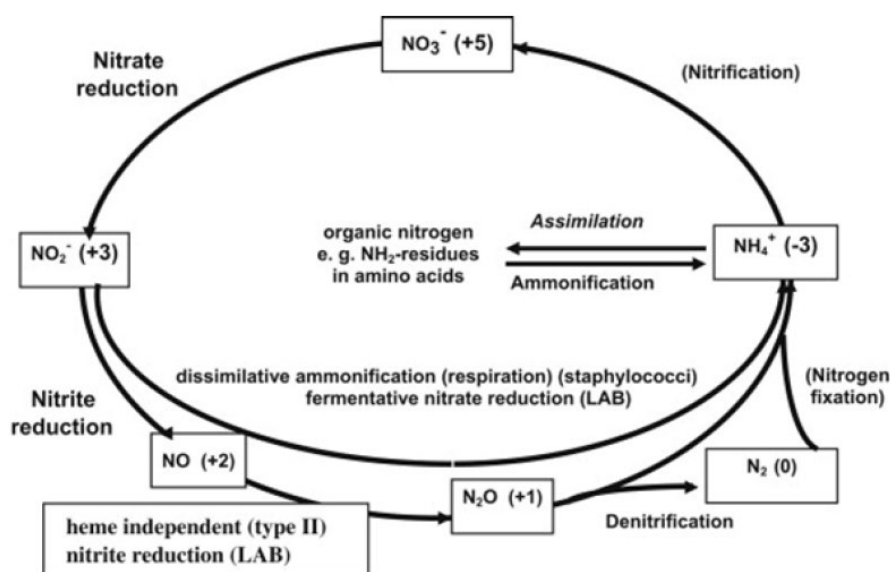 NO₃⁻ (+5)
Nitrate
reduction
(Nitrification)
NO₂⁻ (+3)
organic nitrogen
e. g. NH₂-residues
in amino acids
Assimilation
Ammonification
NH₄⁺ (-3)
dissimilative ammonification (respiration) (staphylococci)
fermentative nitrate reduction (LAB)
Nitrite
reduction
(Nitrogen
fixation)
NO (+2)
N₂O (+1)
N₂ (0)
Denitrification
heme independent (type II)
nitrite reduction (LAB)